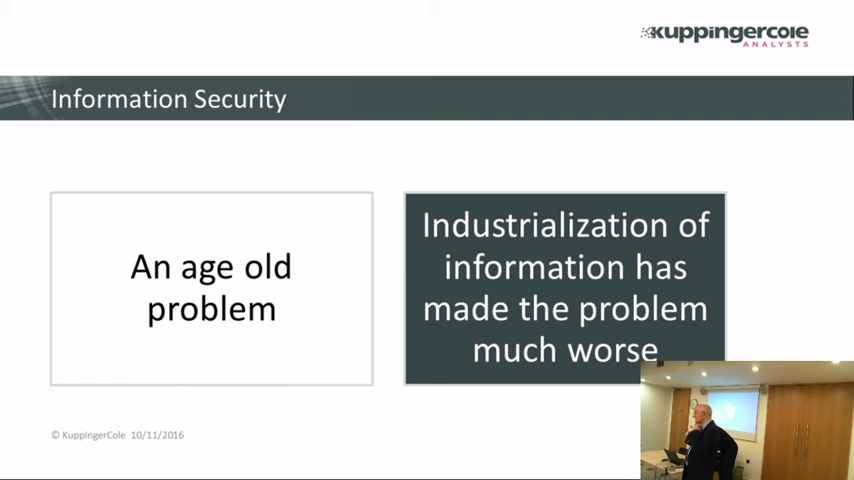 kuppingercole
ANALYSTS
Information Security
An age old
problem
Industrialization of
information has
made the problem
much worse
© KuppingerCole 10/11/2016